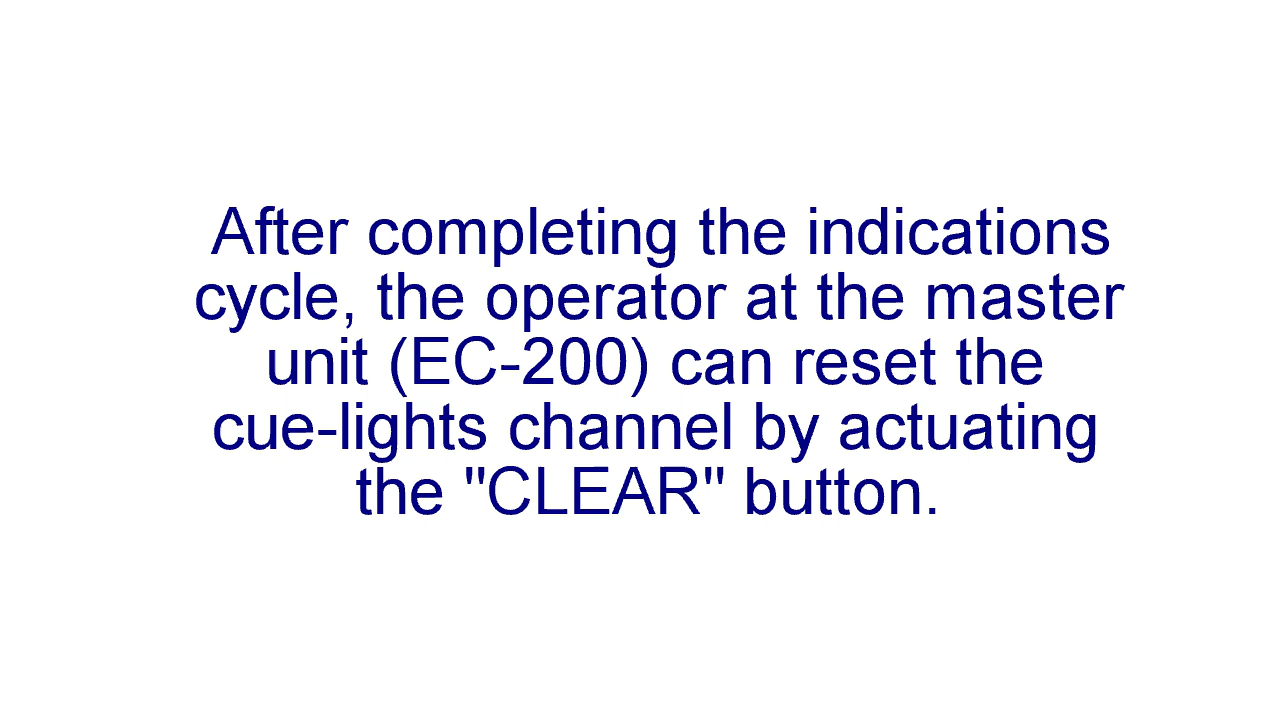 After completing the indications
cycle, the operator at the master
unit (EC-200) can reset the
cue-lights channel by actuating
the "CLEAR" button.